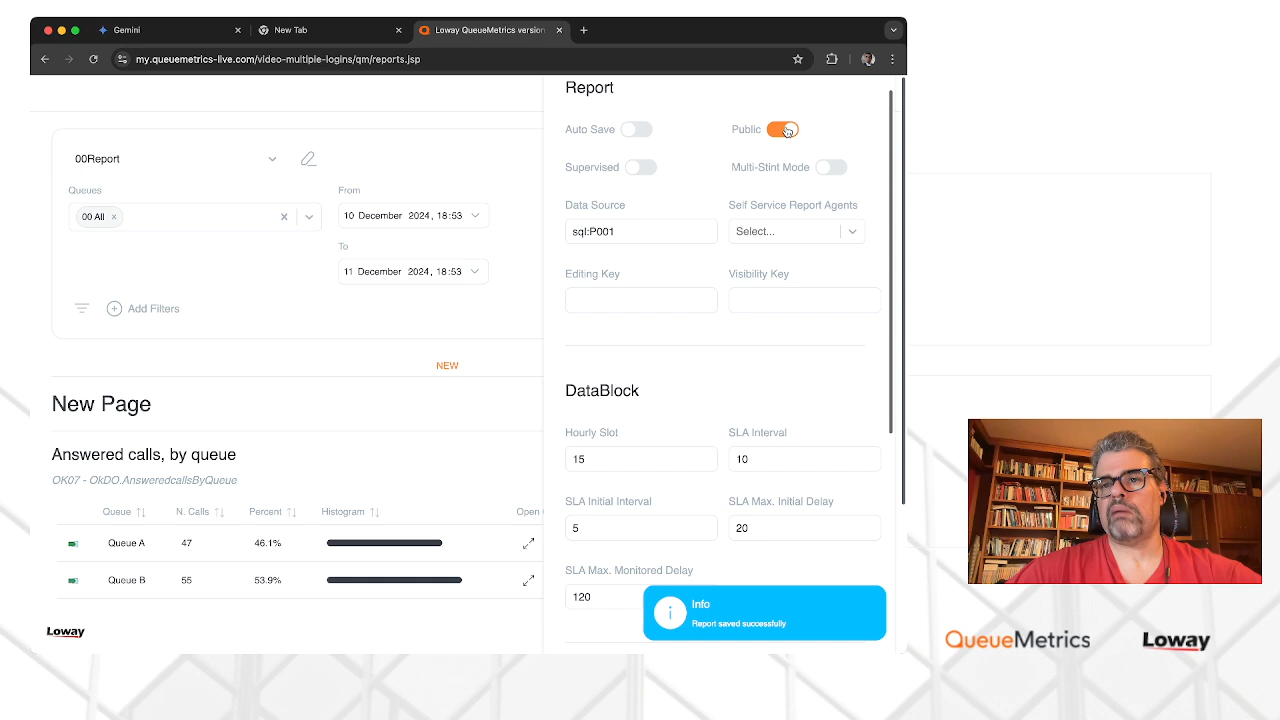 Gemini
New Tab
Loway QueueMetrics version
my.queuemetrics-live.com/video-multiple-logins/qm/reports.jsp
00Report
Queues
00 All
From
10 December 2024, 18:53
To
11 December 2024, 18:53
Add Filters
NEW
New Page
Answered calls, by queue
OK07 - OkDO.AnsweredcallsByQueue
Queue N. Calls Percent Histogram Open
Queue A 47 46.1%
Queue B 55 53.9%
Loway
Report
Auto Save Public
Supervised Multi-Stint Mode
Data Source Self Service Report Agents
sql:P001 Select...
Editing Key Visibility Key
DataBlock
Hourly Slot SLA Interval
15 10
SLA Initial Interval SLA Max. Initial Delay
5 20
SLA Max. Monitored Delay
120
Info
Report saved successfully
QueueMetrics Loway